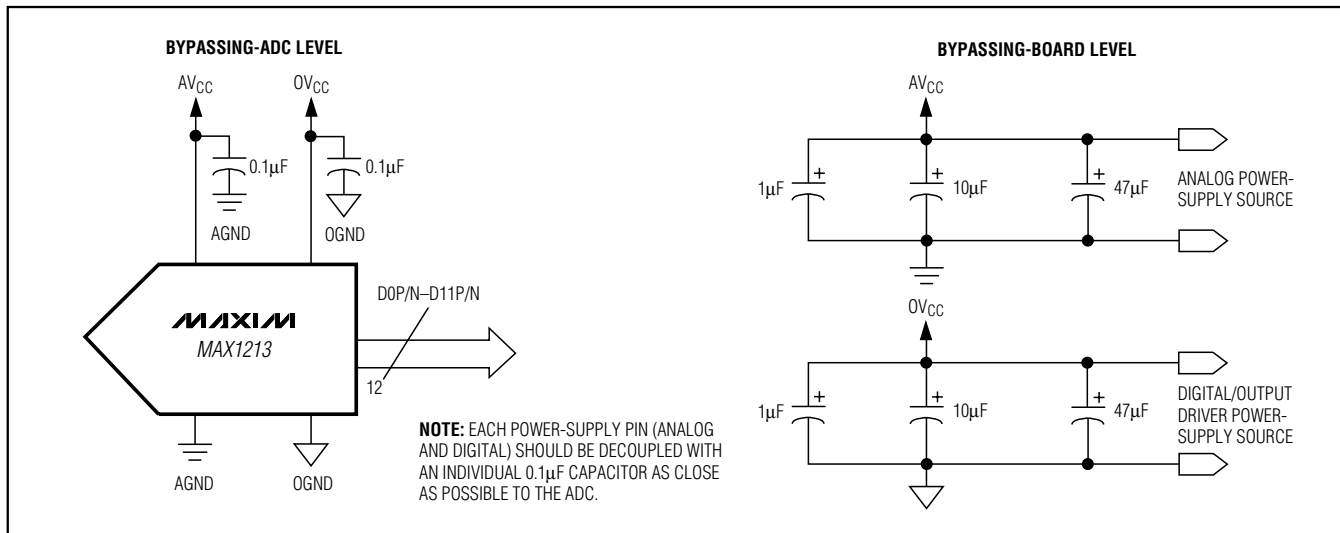 BYPASSING-ADC LEVEL
AVCC
OVCC
0.1µF
0.1µF
AGND
OGND
D0P/N–D11P/N
MAXIM
MAX1213
12
AGND
OGND
NOTE: EACH POWER-SUPPLY PIN (ANALOG
AND DIGITAL) SHOULD BE DECOUPLED WITH
AN INDIVIDUAL 0.1µF CAPACITOR AS CLOSE
AS POSSIBLE TO THE ADC.
BYPASSING-BOARD LEVEL
AVCC
1µF
+
10µF
+
47µF
+
ANALOG POWER-
SUPPLY SOURCE
OVCC
1µF
+
10µF
+
47µF
+
DIGITAL/OUTPUT
DRIVER POWER-
SUPPLY SOURCE